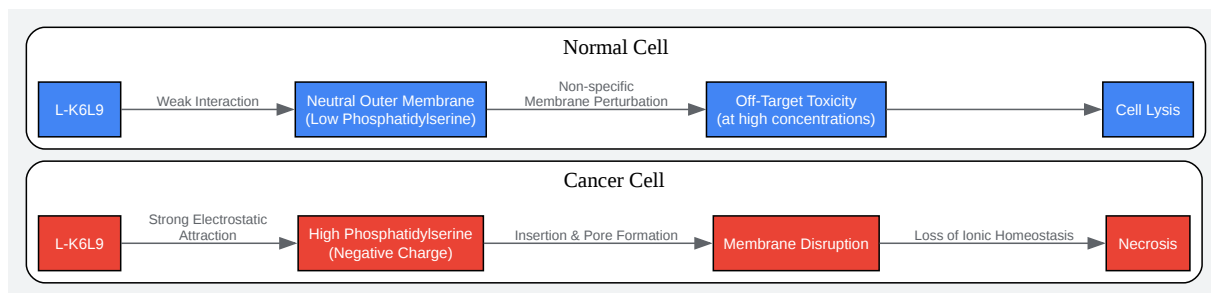 Normal Cell
L-K6L9
Weak Interaction
Neutral Outer Membrane
(Low Phosphatidylserine)
Non-specific
Membrane Perturbation
Off-Target Toxicity
(at high concentrations)
Cell Lysis
Cancer Cell
L-K6L9
Strong Electrostatic
Attraction
High Phosphatidylserine
(Negative Charge)
Insertion & Pore Formation
Membrane Disruption
Loss of Ionic Homeostasis
Necrosis